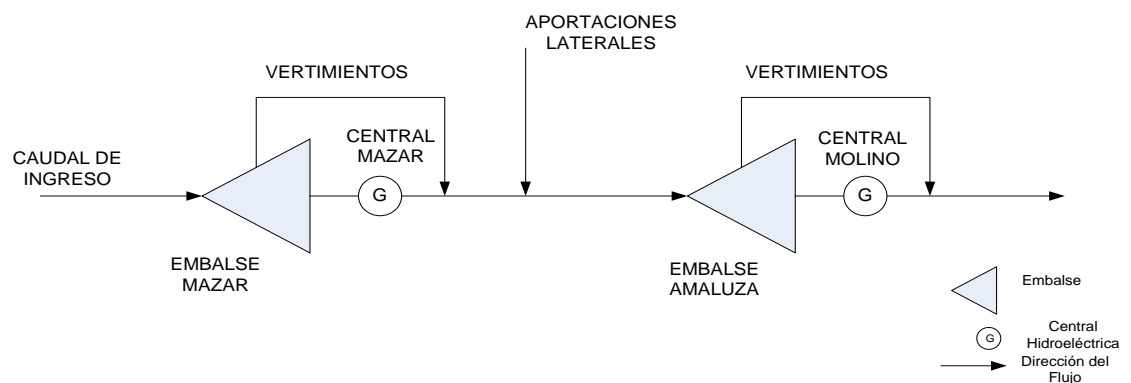 APORTACIONES
LATERALES
VERTIMIENTOS
VERTIMIENTOS
CAUDAL DE
INGRESO
CENTRAL
MAZAR
G
CENTRAL
MOLINO
G
EMBALSE
MAZAR
EMBALSE
AMALUZA
Embalse
G
Central
Hidroeléctrica
Dirección del
Flujo